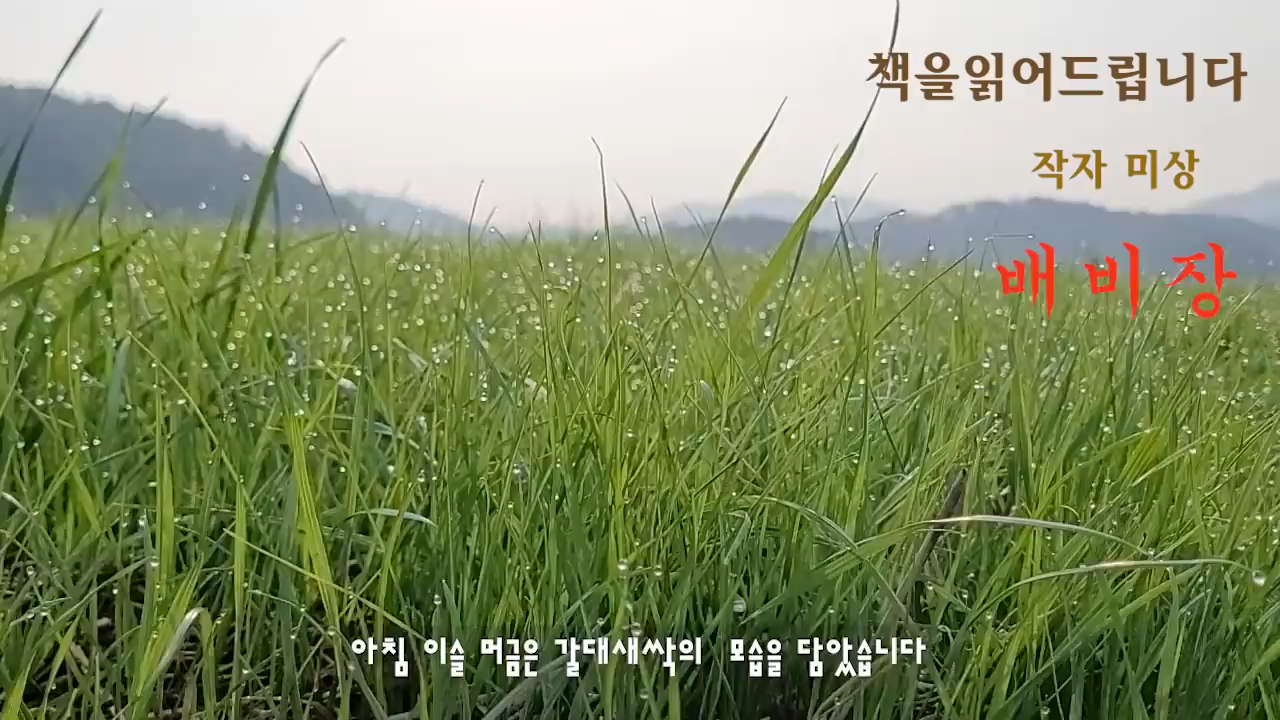 책을읽어드립니다
작자 미상
배 비 장
아침 이슬 머금은 갈대새싹의 모습을 담았습니다